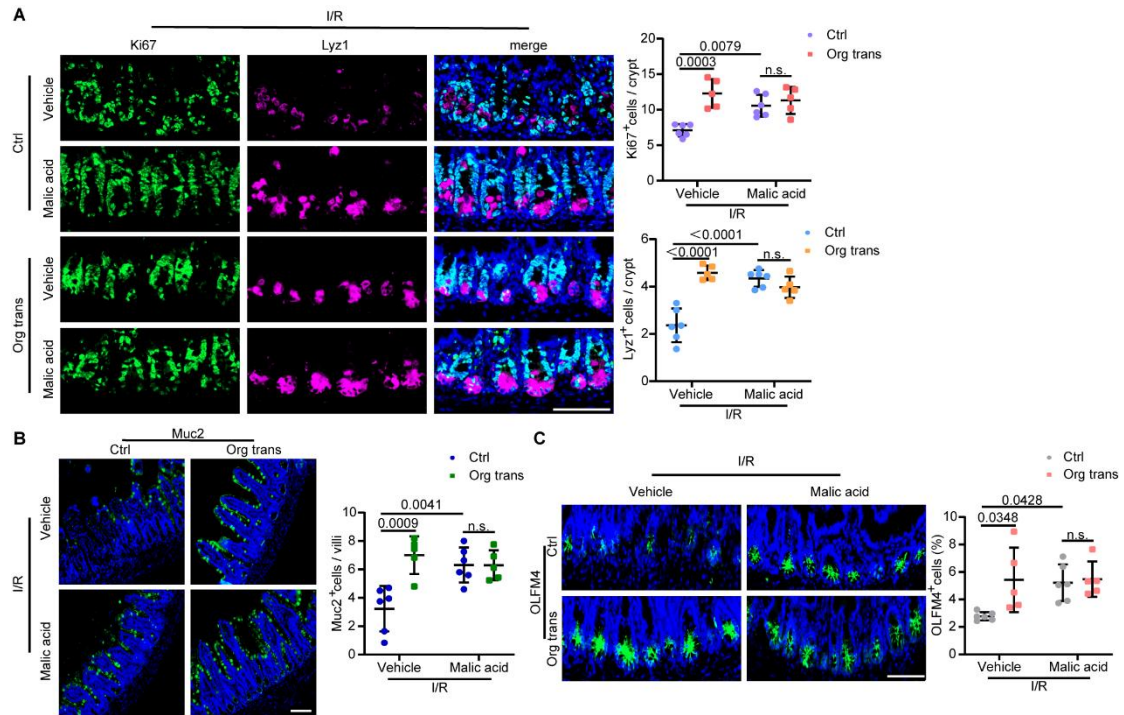 A
I/R
Ki67 Lyz1 merge
Ctrl
Vehicle
Malic acid
Org trans
Vehicle
Malic acid
Ctrl
Org trans
0.0079
0.0003
n.s.
20
15
10
5
0
Ki67+cells / crypt
Vehicle Malic acid
I/R
Ctrl
Org trans
<0.0001
<0.0001
n.s.
6
4
2
0
Lyz1+cells / crypt
Vehicle Malic acid
I/R
B
Muc2
Ctrl Org trans
I/R
Vehicle
Malic acid
Ctrl
Org trans
0.0041
0.0009
n.s.
10
8
6
4
2
0
Muc2+cells / villi
Vehicle Malic acid
I/R
C
I/R
Vehicle Malic acid
OLFM4
Ctrl
Org trans
Ctrl
Org trans
0.0428
0.0348
n.s.
10
8
6
4
2
0
OLFM4+cells (%)
Vehicle Malic acid
I/R